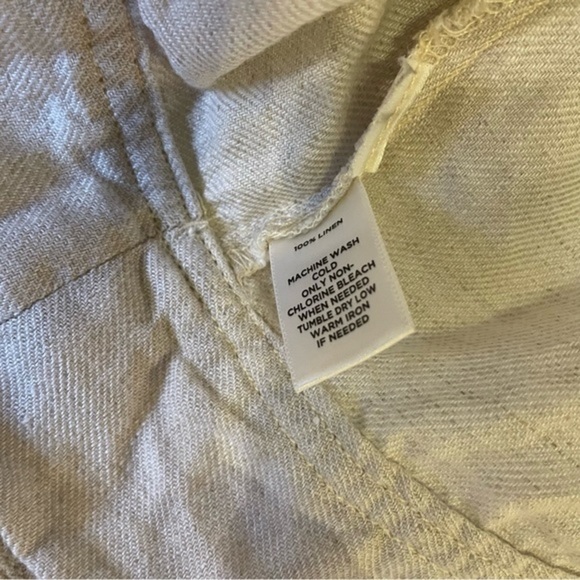 100% LINEN
MACHINE WASH
COLD
ONLY NON-
CHLORINE BLEACH
WHEN NEEDED
TUMBLE DRY LOW
WARM IRON
IF NEEDED